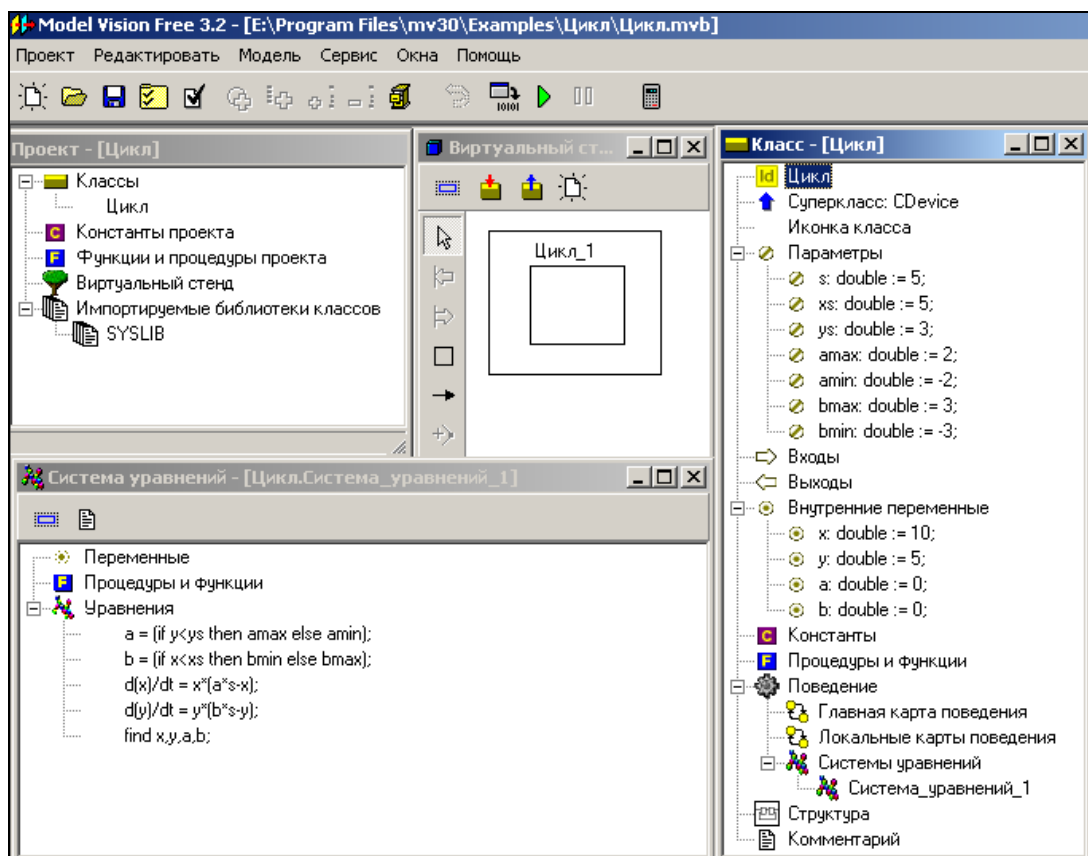 Model Vision Free 3.2 - [E:\Program Files\mv30\Examples\Цикл\Цикл.mvb]
Проект Редактировать Модель Сервис Окна Помощь
Проект - [Цикл]
Классы
Цикл
Константы проекта
Функции и процедуры проекта
Виртуальный стенд
Импортируемые библиотеки классов
SYSLIB
Виртуальный ст...
Цикл_1
Класс - [Цикл]
Цикл
Суперкласс: CDevice
Иконка класса
Параметры
s: double := 5;
xs: double := 5;
ys: double := 3;
amax: double := 2;
amin: double := -2;
bmax: double := 3;
bmin: double := -3;
Входы
Выходы
Внутренние переменные
x: double := 10;
y: double := 5;
a: double := 0;
b: double := 0;
Константы
Процедуры и функции
Поведение
Главная карта поведения
Локальные карты поведения
Системы уравнений
Система_уравнений_1
Структура
Комментарий
Система уравнений - [Цикл.Система_уравнений_1]
Переменные
Процедуры и функции
Уравнения
a = (if y<ys then amax else amin);
b = (if x<xs then bmin else bmax);
d(x)/dt = x*(a*s-x);
d(y)/dt = y*(b*s-y);
find x,y,a,b;